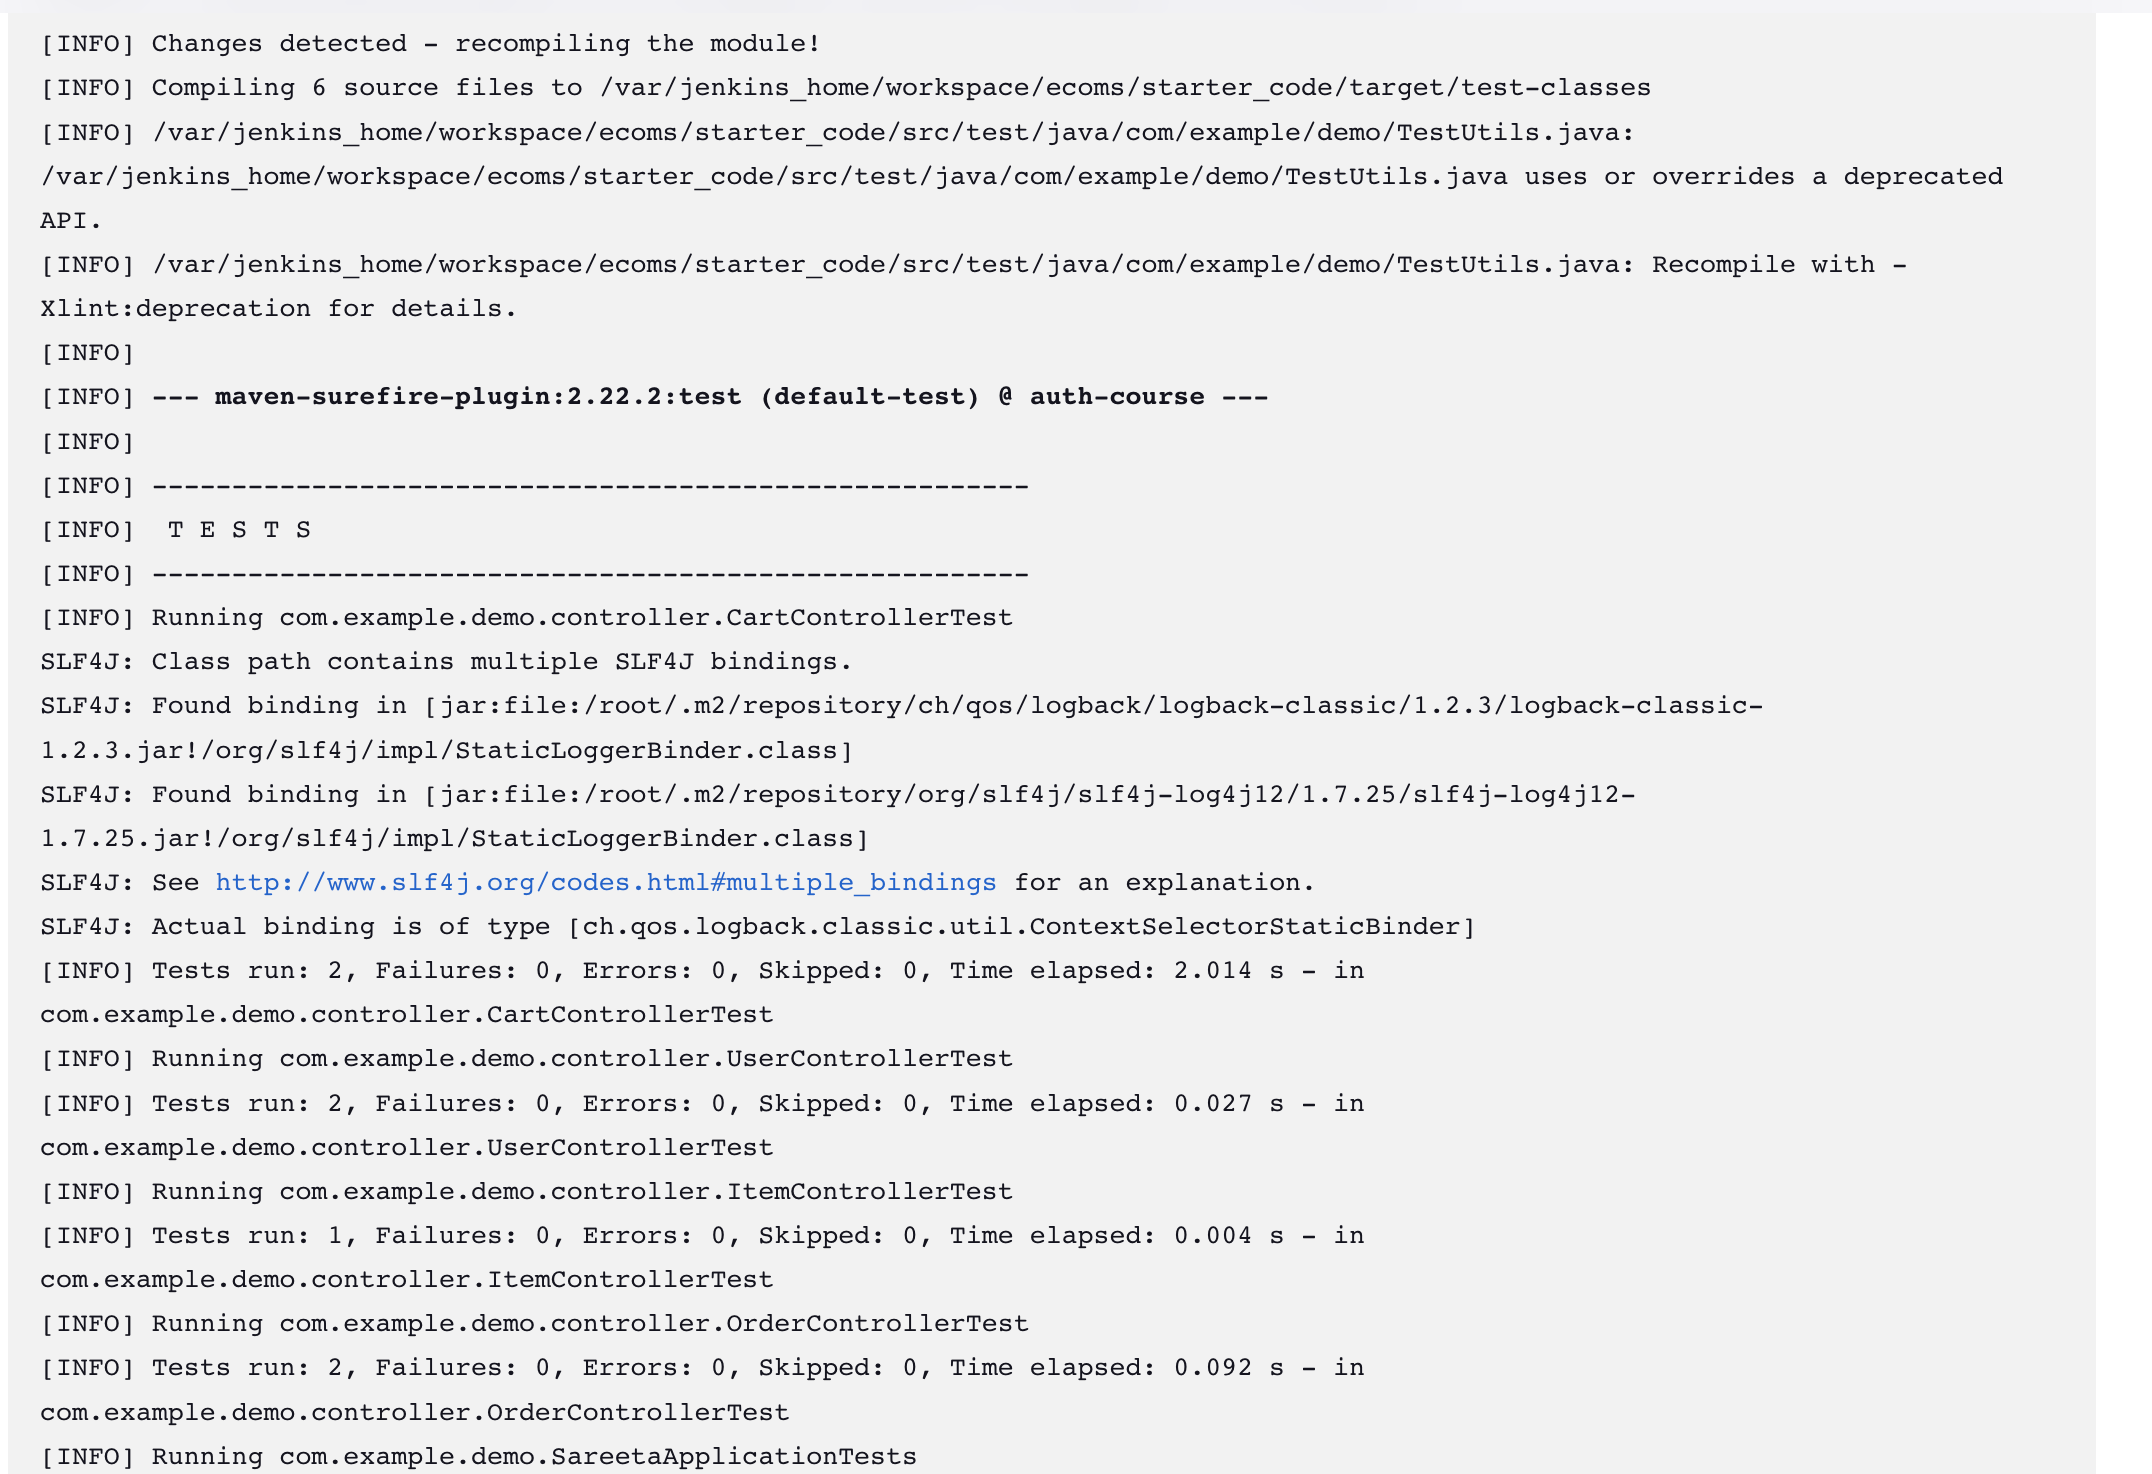 [INFO] Changes detected - recompiling the module!
[INFO] Compiling 6 source files to /var/jenkins_home/workspace/ecoms/starter_code/target/test-classes
[INFO] /var/jenkins_home/workspace/ecoms/starter_code/src/test/java/com/example/demo/TestUtils.java:
/var/jenkins_home/workspace/ecoms/starter_code/src/test/java/com/example/demo/TestUtils.java uses or overrides a deprecated
API.
[INFO] /var/jenkins_home/workspace/ecoms/starter_code/src/test/java/com/example/demo/TestUtils.java: Recompile with -
Xlint:deprecation for details.
[INFO]
[INFO] --- maven-surefire-plugin:2.22.2:test (default-test) @ auth-course ---
[INFO]
[INFO] -------------------------------------------------------
[INFO]  T E S T S
[INFO] -------------------------------------------------------
[INFO] Running com.example.demo.controller.CartControllerTest
SLF4J: Class path contains multiple SLF4J bindings.
SLF4J: Found binding in [jar:file:/root/.m2/repository/ch/qos/logback/logback-classic/1.2.3/logback-classic-
1.2.3.jar!/org/slf4j/impl/StaticLoggerBinder.class]
SLF4J: Found binding in [jar:file:/root/.m2/repository/org/slf4j/slf4j-log4j12/1.7.25/slf4j-log4j12-
1.7.25.jar!/org/slf4j/impl/StaticLoggerBinder.class]
SLF4J: See http://www.slf4j.org/codes.html#multiple_bindings for an explanation.
SLF4J: Actual binding is of type [ch.qos.logback.classic.util.ContextSelectorStaticBinder]
[INFO] Tests run: 2, Failures: 0, Errors: 0, Skipped: 0, Time elapsed: 2.014 s - in
com.example.demo.controller.CartControllerTest
[INFO] Running com.example.demo.controller.UserControllerTest
[INFO] Tests run: 2, Failures: 0, Errors: 0, Skipped: 0, Time elapsed: 0.027 s - in
com.example.demo.controller.UserControllerTest
[INFO] Running com.example.demo.controller.ItemControllerTest
[INFO] Tests run: 1, Failures: 0, Errors: 0, Skipped: 0, Time elapsed: 0.004 s - in
com.example.demo.controller.ItemControllerTest
[INFO] Running com.example.demo.controller.OrderControllerTest
[INFO] Tests run: 2, Failures: 0, Errors: 0, Skipped: 0, Time elapsed: 0.092 s - in
com.example.demo.controller.OrderControllerTest
[INFO] Running com.example.demo.SareetaApplicationTests